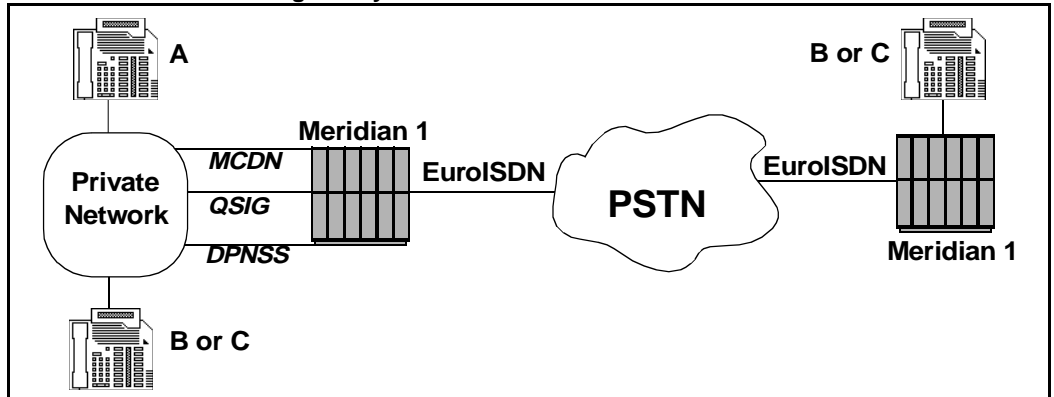 A
B or C
Meridian 1
MCDN
EuroISDN
EuroISDN
Private
Network
QSIG
PSTN
DPNSS
Meridian 1
B or C